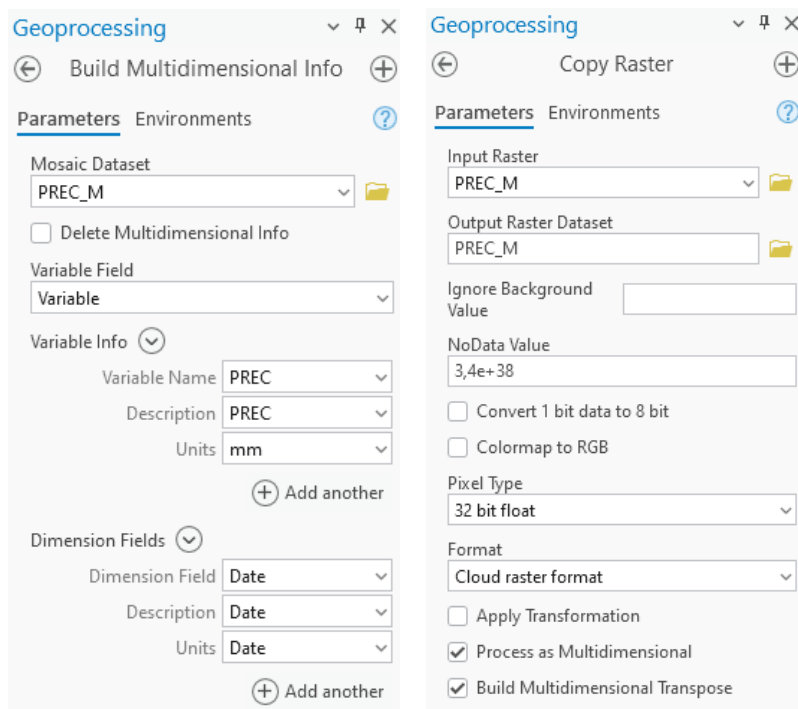 Geoprocessing
Build Multidimensional Info
Parameters Environments
Mosaic Dataset
PREC_M
Delete Multidimensional Info
Variable Field
Variable
Variable Info
Variable Name PREC
Description PREC
Units mm
Add another
Dimension Fields
Dimension Field Date
Description Date
Units Date
Add another
Geoprocessing
Copy Raster
Parameters Environments
Input Raster
PREC_M
Output Raster Dataset
PREC_M
Ignore Background
Value
NoData Value
3,4e+38
Convert 1 bit data to 8 bit
Colormap to RGB
Pixel Type
32 bit float
Format
Cloud raster format
Apply Transformation
Process as Multidimensional
Build Multidimensional Transpose